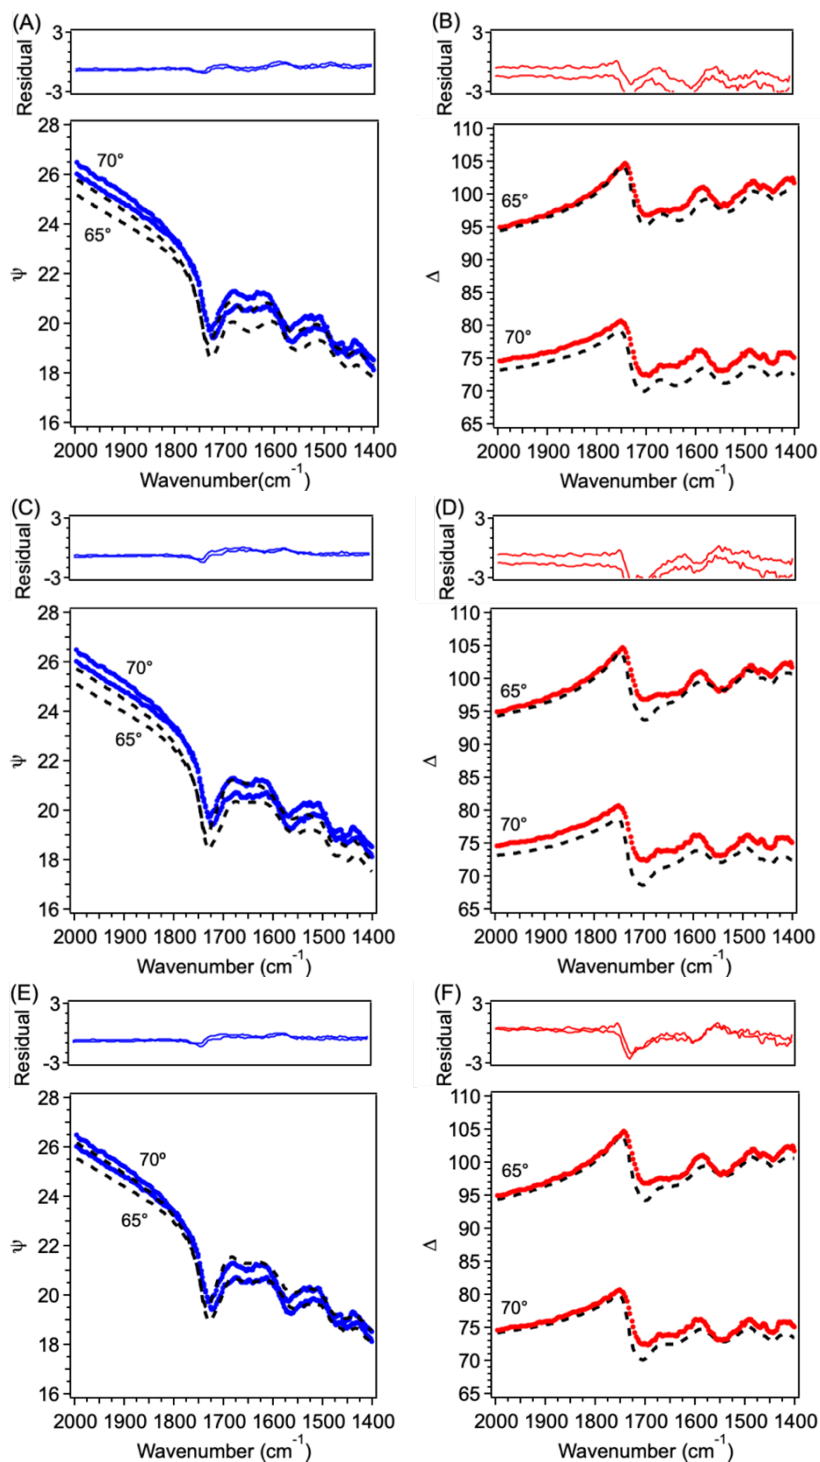 (A)
Residual
3
-3
ψ
28
26
24
22
20
18
16
70°
65°
2000 1900 1800 1700 1600 1500 1400
Wavenumber(cm⁻¹)
(B)
Residual
3
-3
Δ
110
105
100
95
90
85
80
75
70
65
65°
70°
2000 1900 1800 1700 1600 1500 1400
Wavenumber (cm⁻¹)
(C)
Residual
3
-3
ψ
28
26
24
22
20
18
16
70°
65°
2000 1900 1800 1700 1600 1500 1400
Wavenumber (cm⁻¹)
(D)
Residual
3
-3
Δ
110
105
100
95
90
85
80
75
70
65
65°
70°
2000 1900 1800 1700 1600 1500 1400
Wavenumber (cm⁻¹)
(E)
Residual
3
-3
ψ
28
26
24
22
20
18
16
70°
65°
2000 1900 1800 1700 1600 1500 1400
Wavenumber (cm⁻¹)
(F)
Residual
3
-3
Δ
110
105
100
95
90
85
80
75
70
65
65°
70°
2000 1900 1800 1700 1600 1500 1400
Wavenumber (cm⁻¹)